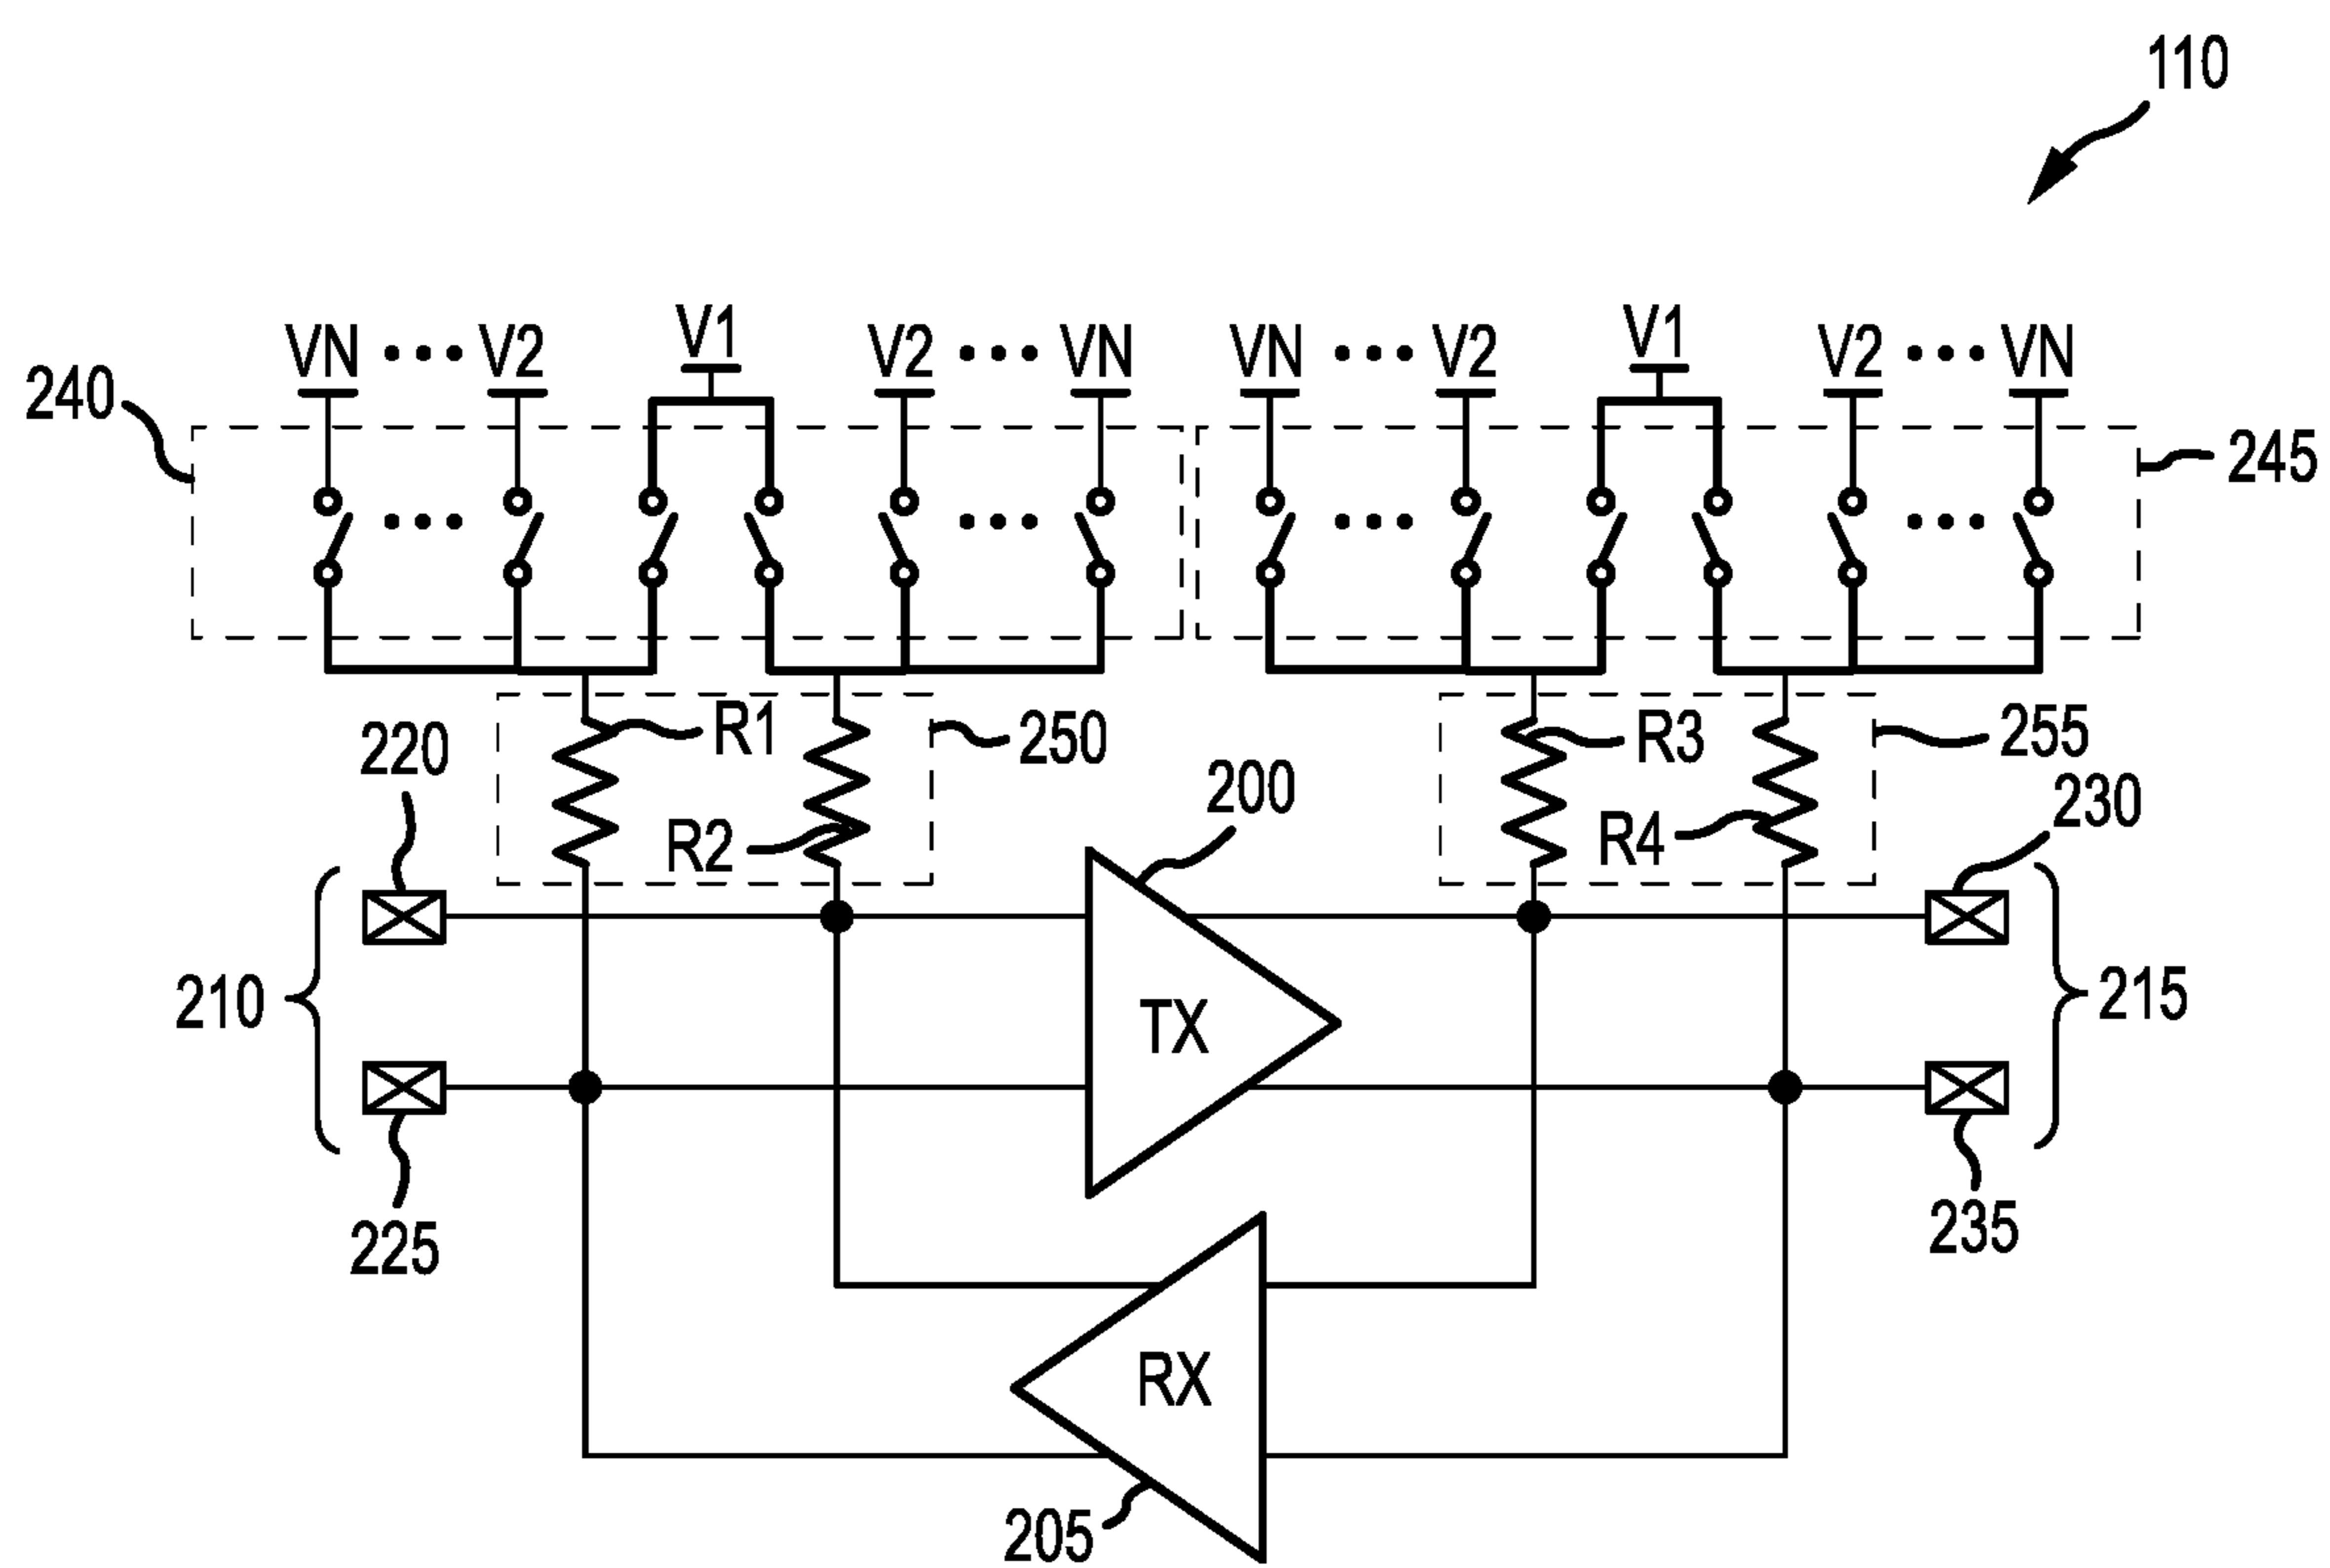 110
VN ••• V2 V1 V2 ••• VN VN ••• V2 V1 V2 ••• VN
240
245
••• ••• ••• •••
R1
250
R3
255
220
200
230
R2
R4
210
TX
215
225
235
RX
205